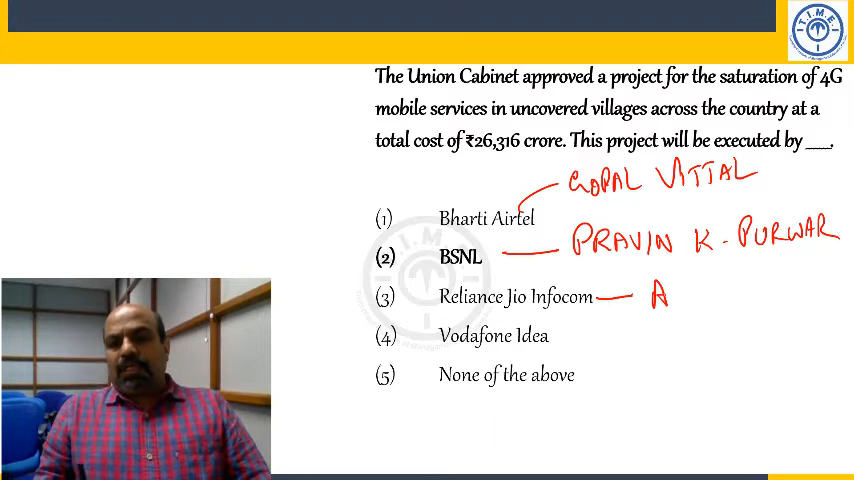 T.I.M.E.
The Union Cabinet approved a project for the saturation of 4G
mobile services in uncovered villages across the country at a
total cost of ₹26,316 crore. This project will be executed by ___.
GOPAL VITTAL
(1) Bharti Airtel
(2) BSNL PRAVIN K. PURWAR
(3) Reliance Jio Infocom A
(4) Vodafone Idea
(5) None of the above